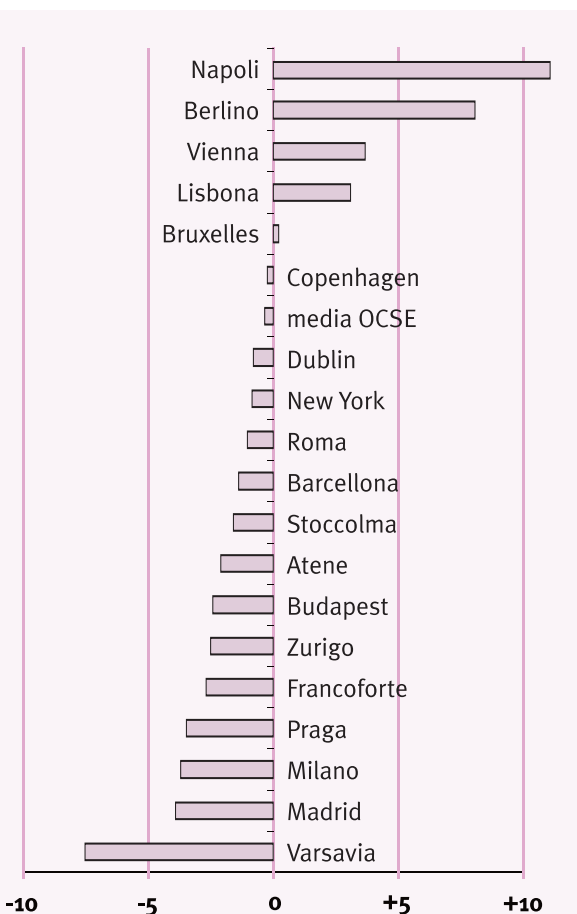 Napoli
Berlino
Vienna
Lisbona
Bruxelles
Copenhagen
media OCSE
Dublin
New York
Roma
Barcellona
Stoccolma
Atene
Budapest
Zurigo
Francoforte
Praga
Milano
Madrid
Varsavia
-10 -5 0 +5 +10